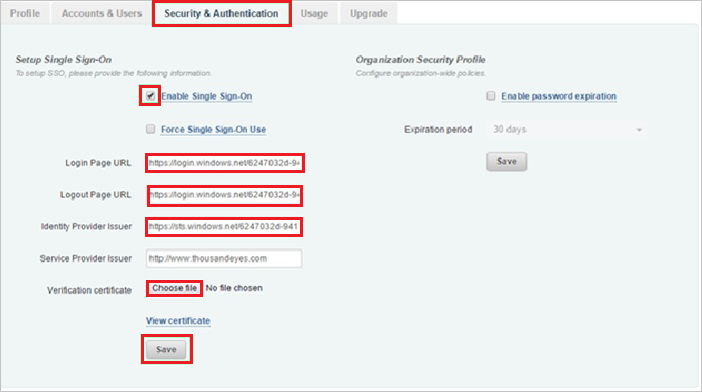 Profile Accounts & Users Security & Authentication Usage Upgrade
Setup Single Sign-On
To setup SSO, please provide the following information.
Enable Single Sign-On
Force Single Sign-On Use
Login Page URL https://login.windows.net/6247032d-9
Logout Page URL https://login.windows.net/6247032d-9
Identity Provider Issuer https://sts.windows.net/6247032d-941
Service Provider Issuer http://www.thousandeyes.com
Verification certificate Choose file No file chosen
View certificate
Save
Organization Security Profile
Configure organization-wide policies.
Enable password expiration
Expiration period 30 days
Save